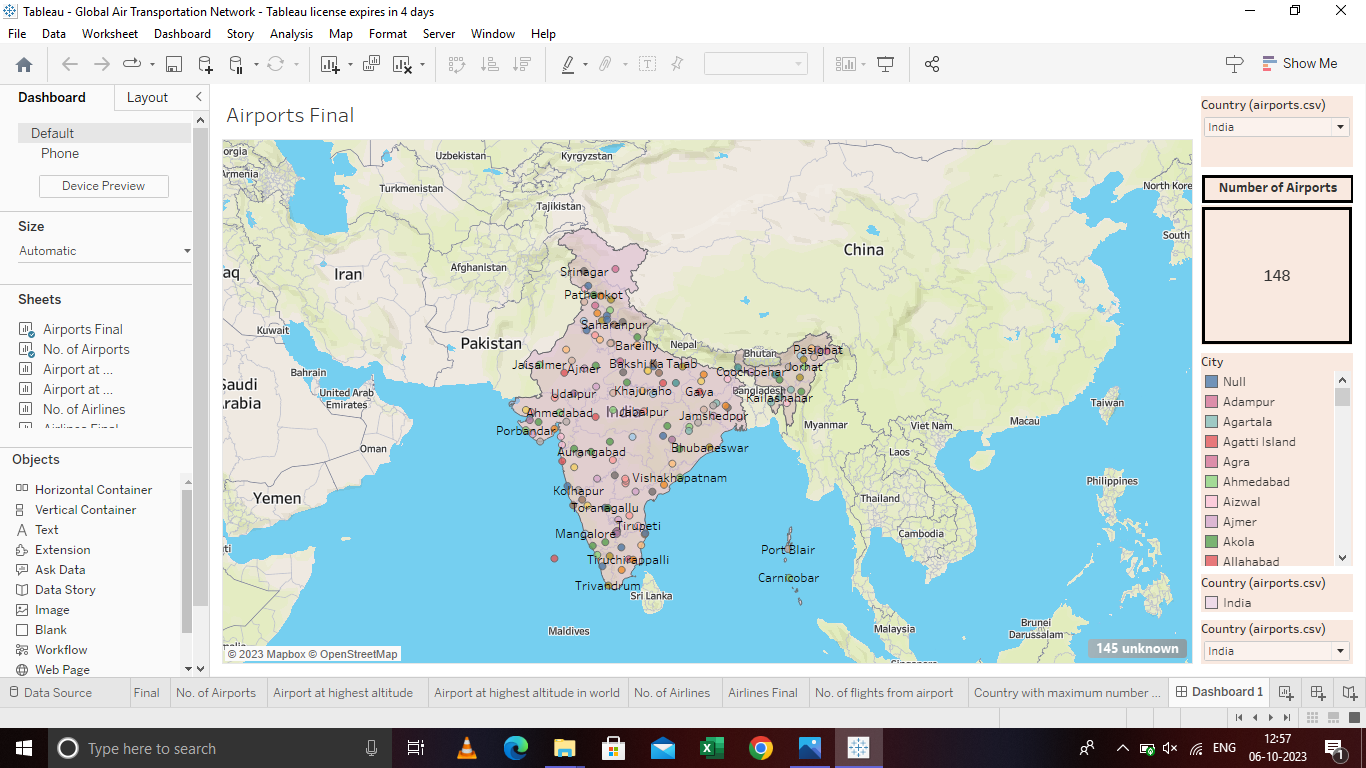 Tableau - Global Air Transportation Network - Tableau license expires in 4 days
File Data Worksheet Dashboard Story Analysis Map Format Server Window Help
Show Me
Dashboard Layout
Default
Phone
Device Preview
Size
Automatic
Sheets
Airports Final
No. of Airports
Airport at ...
Airport at ...
No. of Airlines
Airlines Final
Objects
Horizontal Container
Vertical Container
Text
Extension
Ask Data
Data Story
Image
Blank
Workflow
Web Page
Airports Final
Uzbekistan
Kyrgyzstan
orgia
Armenia
Turkmenistan
North Kore
Tajikistan
South
China
Afghanistan
Iran
aq
Srinagar
Pathankot
Kuwait
Saharanpur
Pakistan
Bareilly
Nepal
Bhutan
Pasighat
Jaisalmer
Ajmer
Bakshi Ka Talab
Coochbehar
Jorhat
Bahrain
Saudi
Arabia
United Arab
Emirates
Udaipur
Khajuraho
Gaya
Bangladesh
Kailashahar
Taiwan
Ahmedabad
Jabalpur
Jamshedpur
Macau
Porbandar
Myanmar
Viet Nam
Oman
Aurangabad
Bhubaneswar
Laos
Yemen
Kolhapur
Vishakhapatnam
Thailand
Philippines
Toranagallu
Tirupeti
Mangalore
Cambodia
Tiruchirappalli
Port Blair
Trivandrum
Carnicobar
Sri Lanka
Maldives
Malaysia
Brunei
Darussalam
Singapore
© 2023 Mapbox © OpenStreetMap
145 unknown
Country (airports.csv)
India
Number of Airports
148
City
Null
Adampur
Agartala
Agatti Island
Agra
Ahmedabad
Aizwal
Ajmer
Akola
Allahabad
Country (airports.csv)
India
Country (airports.csv)
India
Data Source Final No. of Airports Airport at highest altitude Airport at highest altitude in world No. of Airlines Airlines Final No. of flights from airport Country with maximum number ... Dashboard 1
Type here to search
ENG
12:57
06-10-2023
1